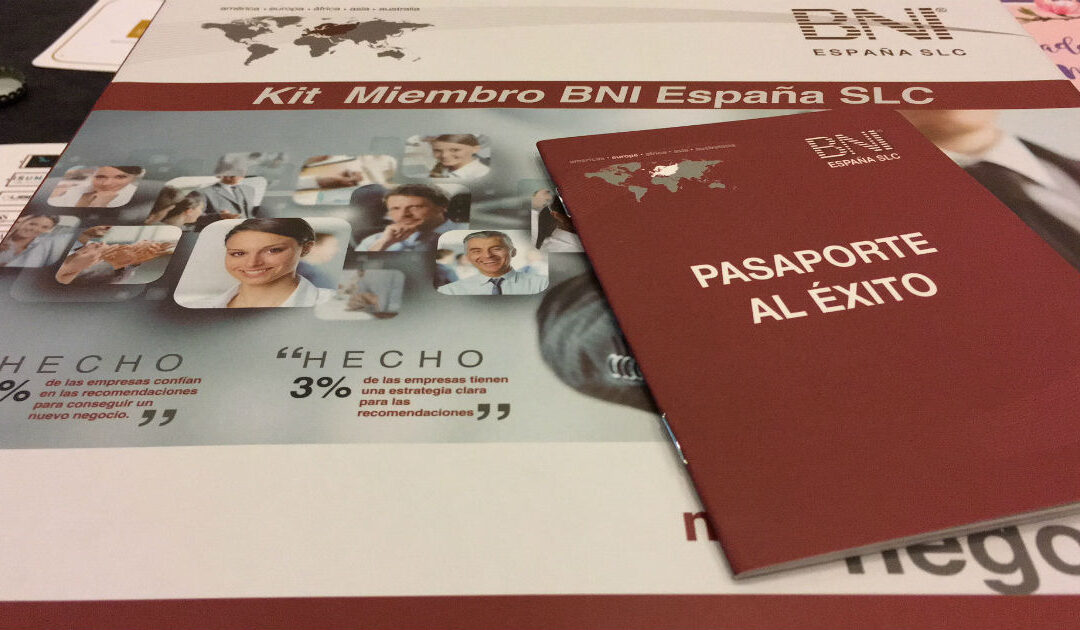 américa • europa • áfrica • asia • australia
BNI®
ESPAÑA SLC
Kit Miembro BNI España SLC
HECHO
% de las empresas confían
en las recomendaciones
para conseguir un
nuevo negocio.”
“HECHO
3% de las empresas tienen
una estrategia clara
para las
recomendaciones”
BNI®
ESPAÑA SLC
PASAPORTE
AL ÉXITO
nego